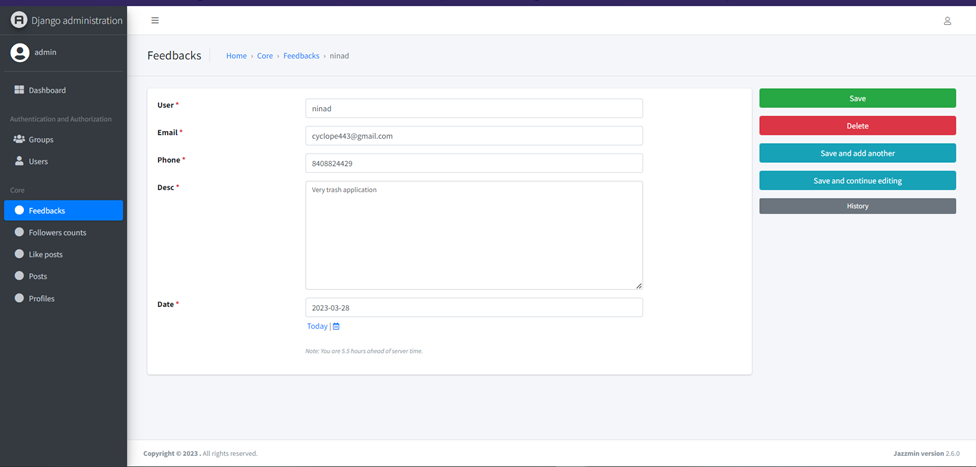 Django administration
admin
Dashboard
Authentication and Authorization
Groups
Users
Core
Feedbacks
Followers counts
Like posts
Posts
Profiles
Feedbacks
Home › Core › Feedbacks › ninad
User *
ninad
Email *
cyclope443@gmail.com
Phone *
8408824429
Desc *
Very trash application
Date *
2023-03-28
Today |
Note: You are 5.5 hours ahead of server time.
Save
Delete
Save and add another
Save and continue editing
History
Copyright © 2023 . All rights reserved.
Jazzmin version 2.6.0